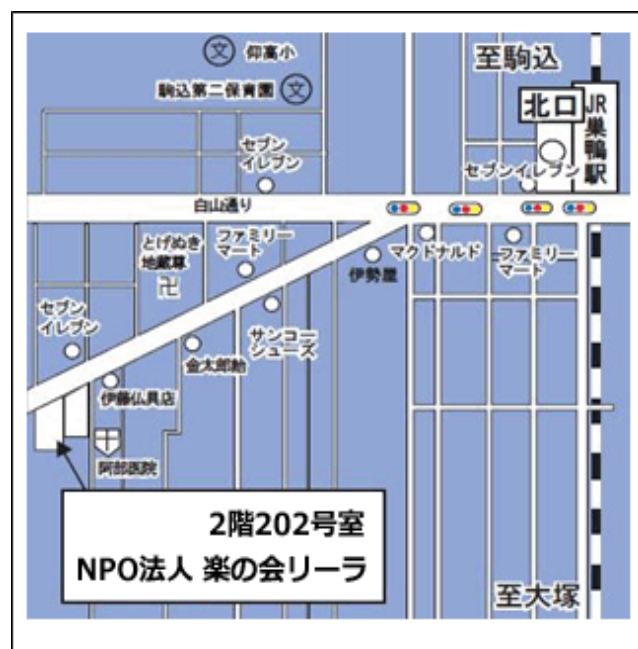 文
仰高小
至駒込
駒込第二保育園
文
北口
JR
巣
鴨
駅
セブン
イレブン
セブンイレブン
白山通り
とげぬき
地蔵尊
卍
ファミリー
マート
伊勢屋
マクドナルド
ファミリー
マート
セブン
イレブン
サンコー
シューズ
金太郎飴
伊藤仏具店
阿部医院
2階202号室
NPO法人 楽の会リーラ
至大塚